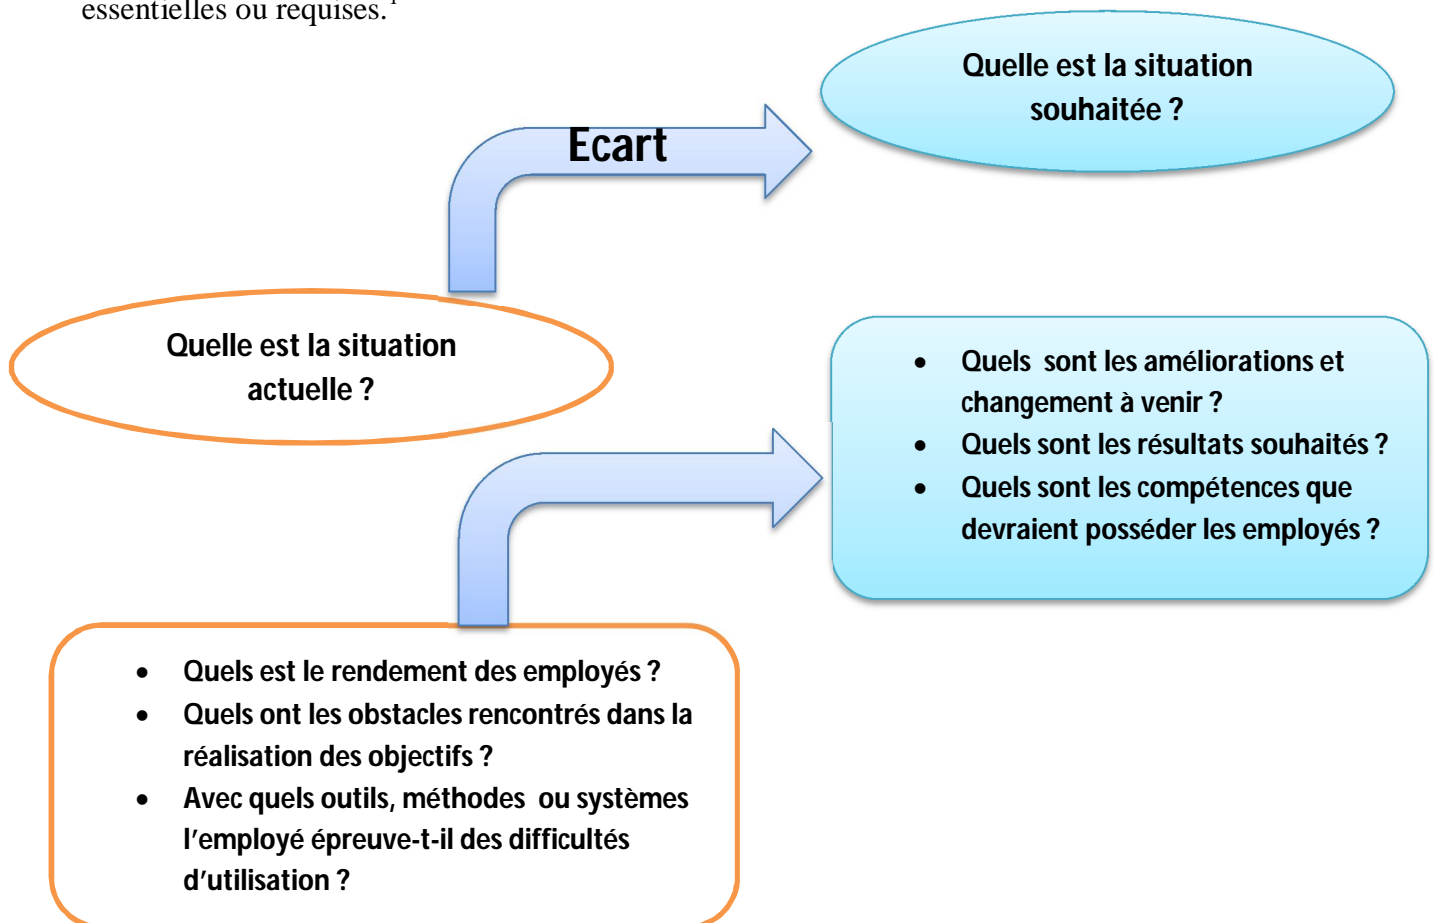 essentielles ou requises.
Quelle est la situation
souhaitée ?
Ecart
Quelle est la situation
actuelle ?
• Quels  sont les améliorations et
changement à venir ?
• Quels sont les résultats souhaités ?
• Quels sont les compétences que
devraient posséder les employés ?
• Quels est le rendement des employés ?
• Quels ont les obstacles rencontrés dans la
réalisation des objectifs ?
• Avec quels outils, méthodes  ou systèmes
l’employé épreuve-t-il des difficultés
d’utilisation ?